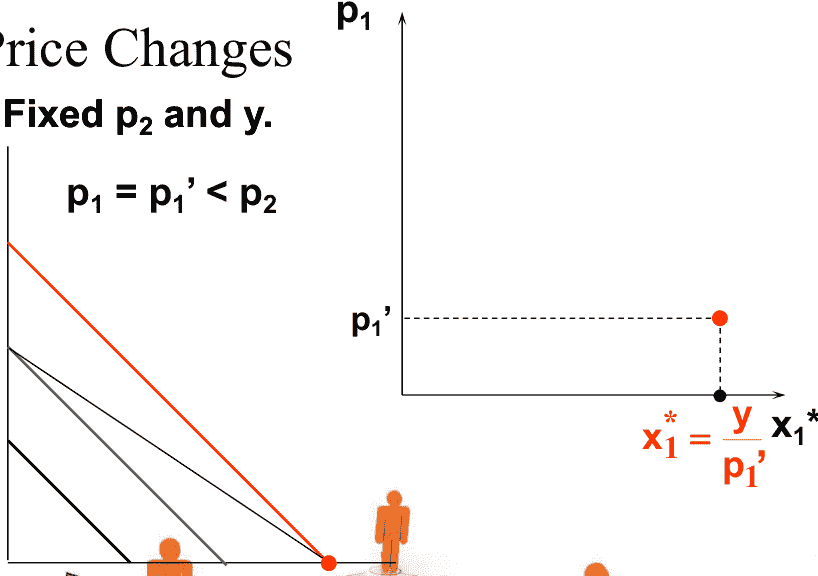 Price Changes
Fixed p₂ and y.
p₁ = p₁’ < p₂
p₁
p₁’
x₁* = y/p₁’
x₁*